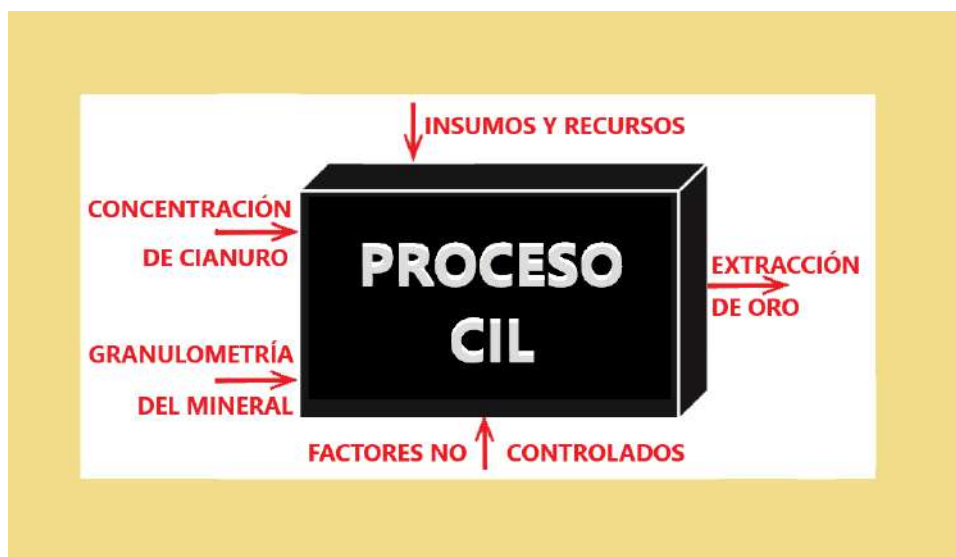 INSUMOS Y RECURSOS
CONCENTRACIÓN
DE CIANURO
PROCESO
CIL
EXTRACCIÓN
DE ORO
GRANULOMETRÍA
DEL MINERAL
FACTORES NO CONTROLADOS